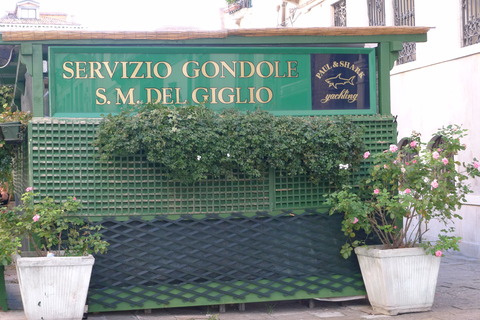 SERVIZIO GONDOLE
S. M. DEL GIGLIO
PAUL & SHARK
yachting